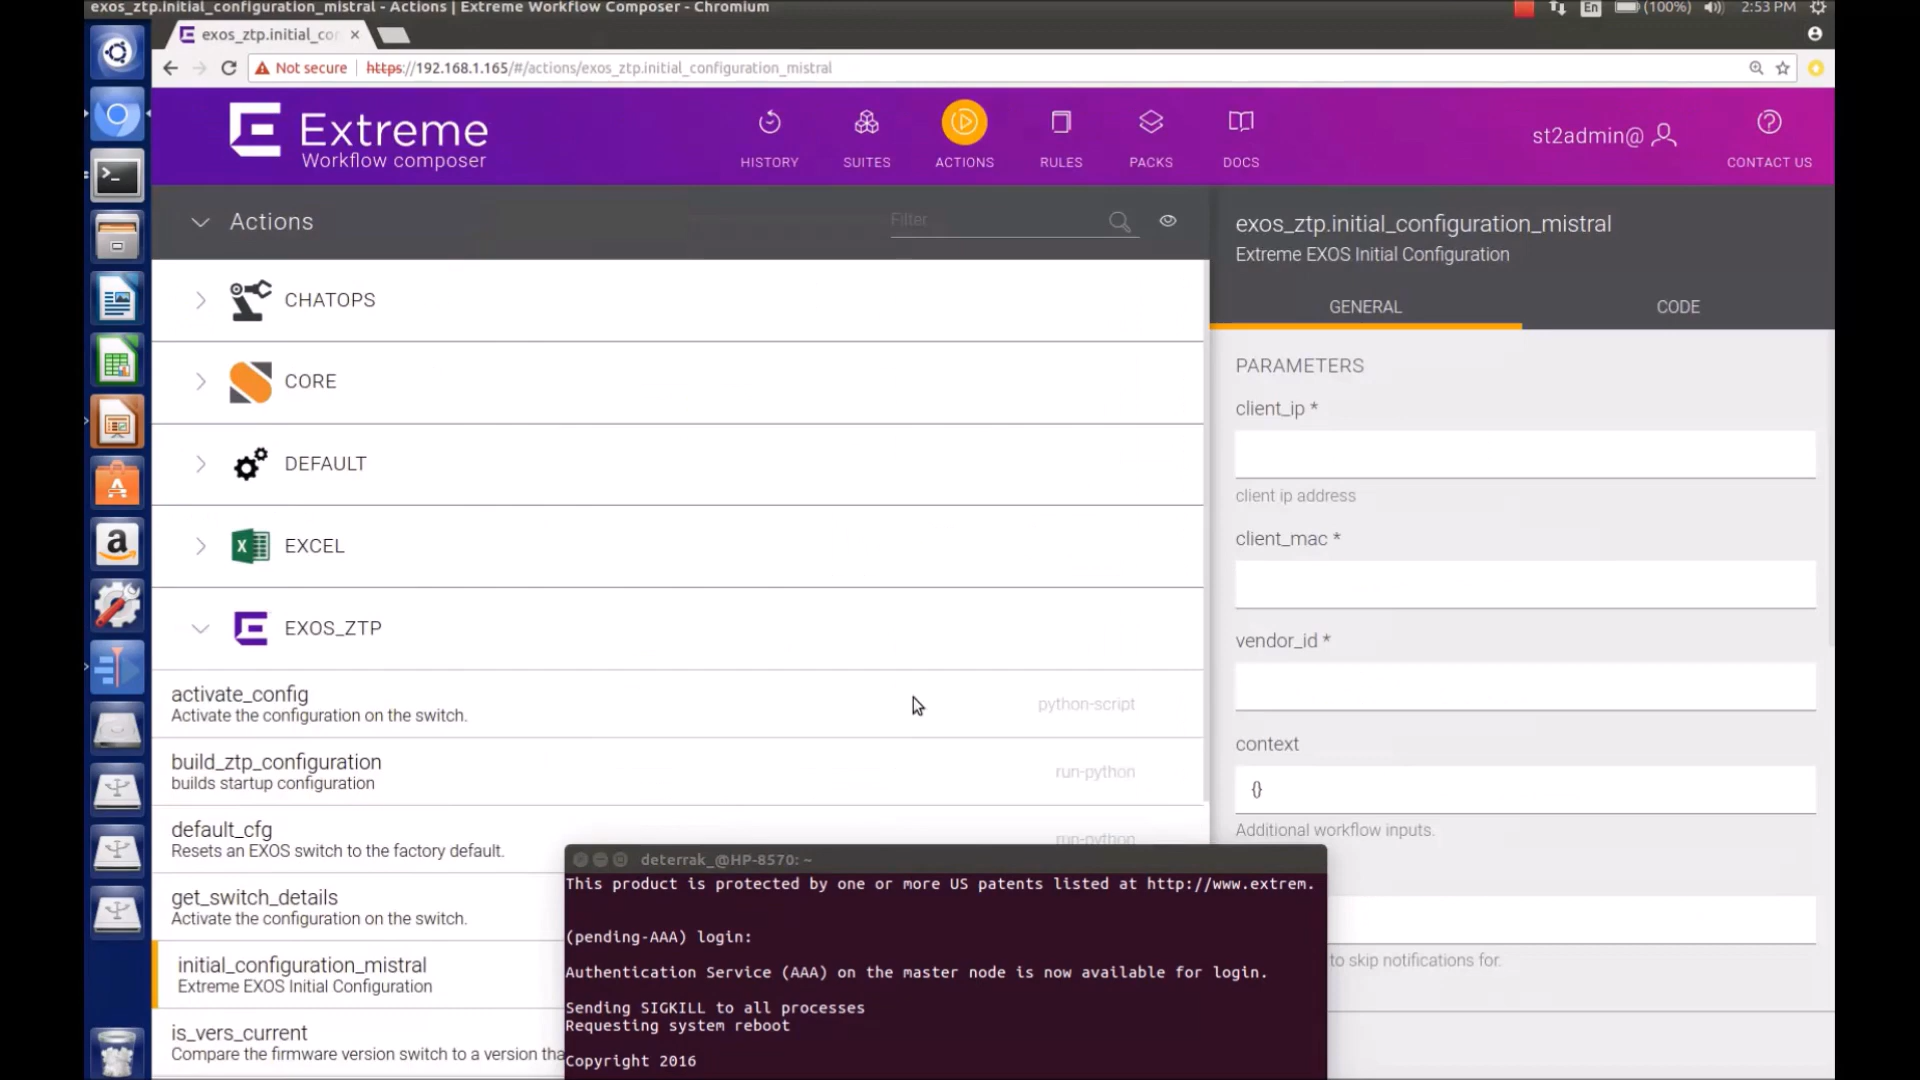 exos_ztp.initial_configuration_mistral - Actions | Extreme Workflow Composer - Chromium
En (100%) 2:53 PM
exos_ztp.initial_co
Not secure https://192.168.1.165/#/actions/exos_ztp.initial_configuration_mistral
Extreme
Workflow composer
HISTORY SUITES ACTIONS RULES PACKS DOCS
st2admin@
CONTACT US
Actions
Filter
CHATOPS
CORE
DEFAULT
EXCEL
EXOS_ZTP
activate_config
Activate the configuration on the switch.
python-script
build_ztp_configuration
builds startup configuration
run-python
default_cfg
Resets an EXOS switch to the factory default.
run-python
get_switch_details
Activate the configuration on the switch.
initial_configuration_mistral
Extreme EXOS Initial Configuration
is_vers_current
Compare the firmware version switch to a version tha
exos_ztp.initial_configuration_mistral
Extreme EXOS Initial Configuration
GENERAL CODE
PARAMETERS
client_ip *
client ip address
client_mac *
vendor_id *
context
{}
Additional workflow inputs.
to skip notifications for.
deterrak_@HP-8570: ~
This product is protected by one or more US patents listed at http://www.extrem.
(pending-AAA) login:
Authentication Service (AAA) on the master node is now available for login.
Sending SIGKILL to all processes
Requesting system reboot
Copyright 2016